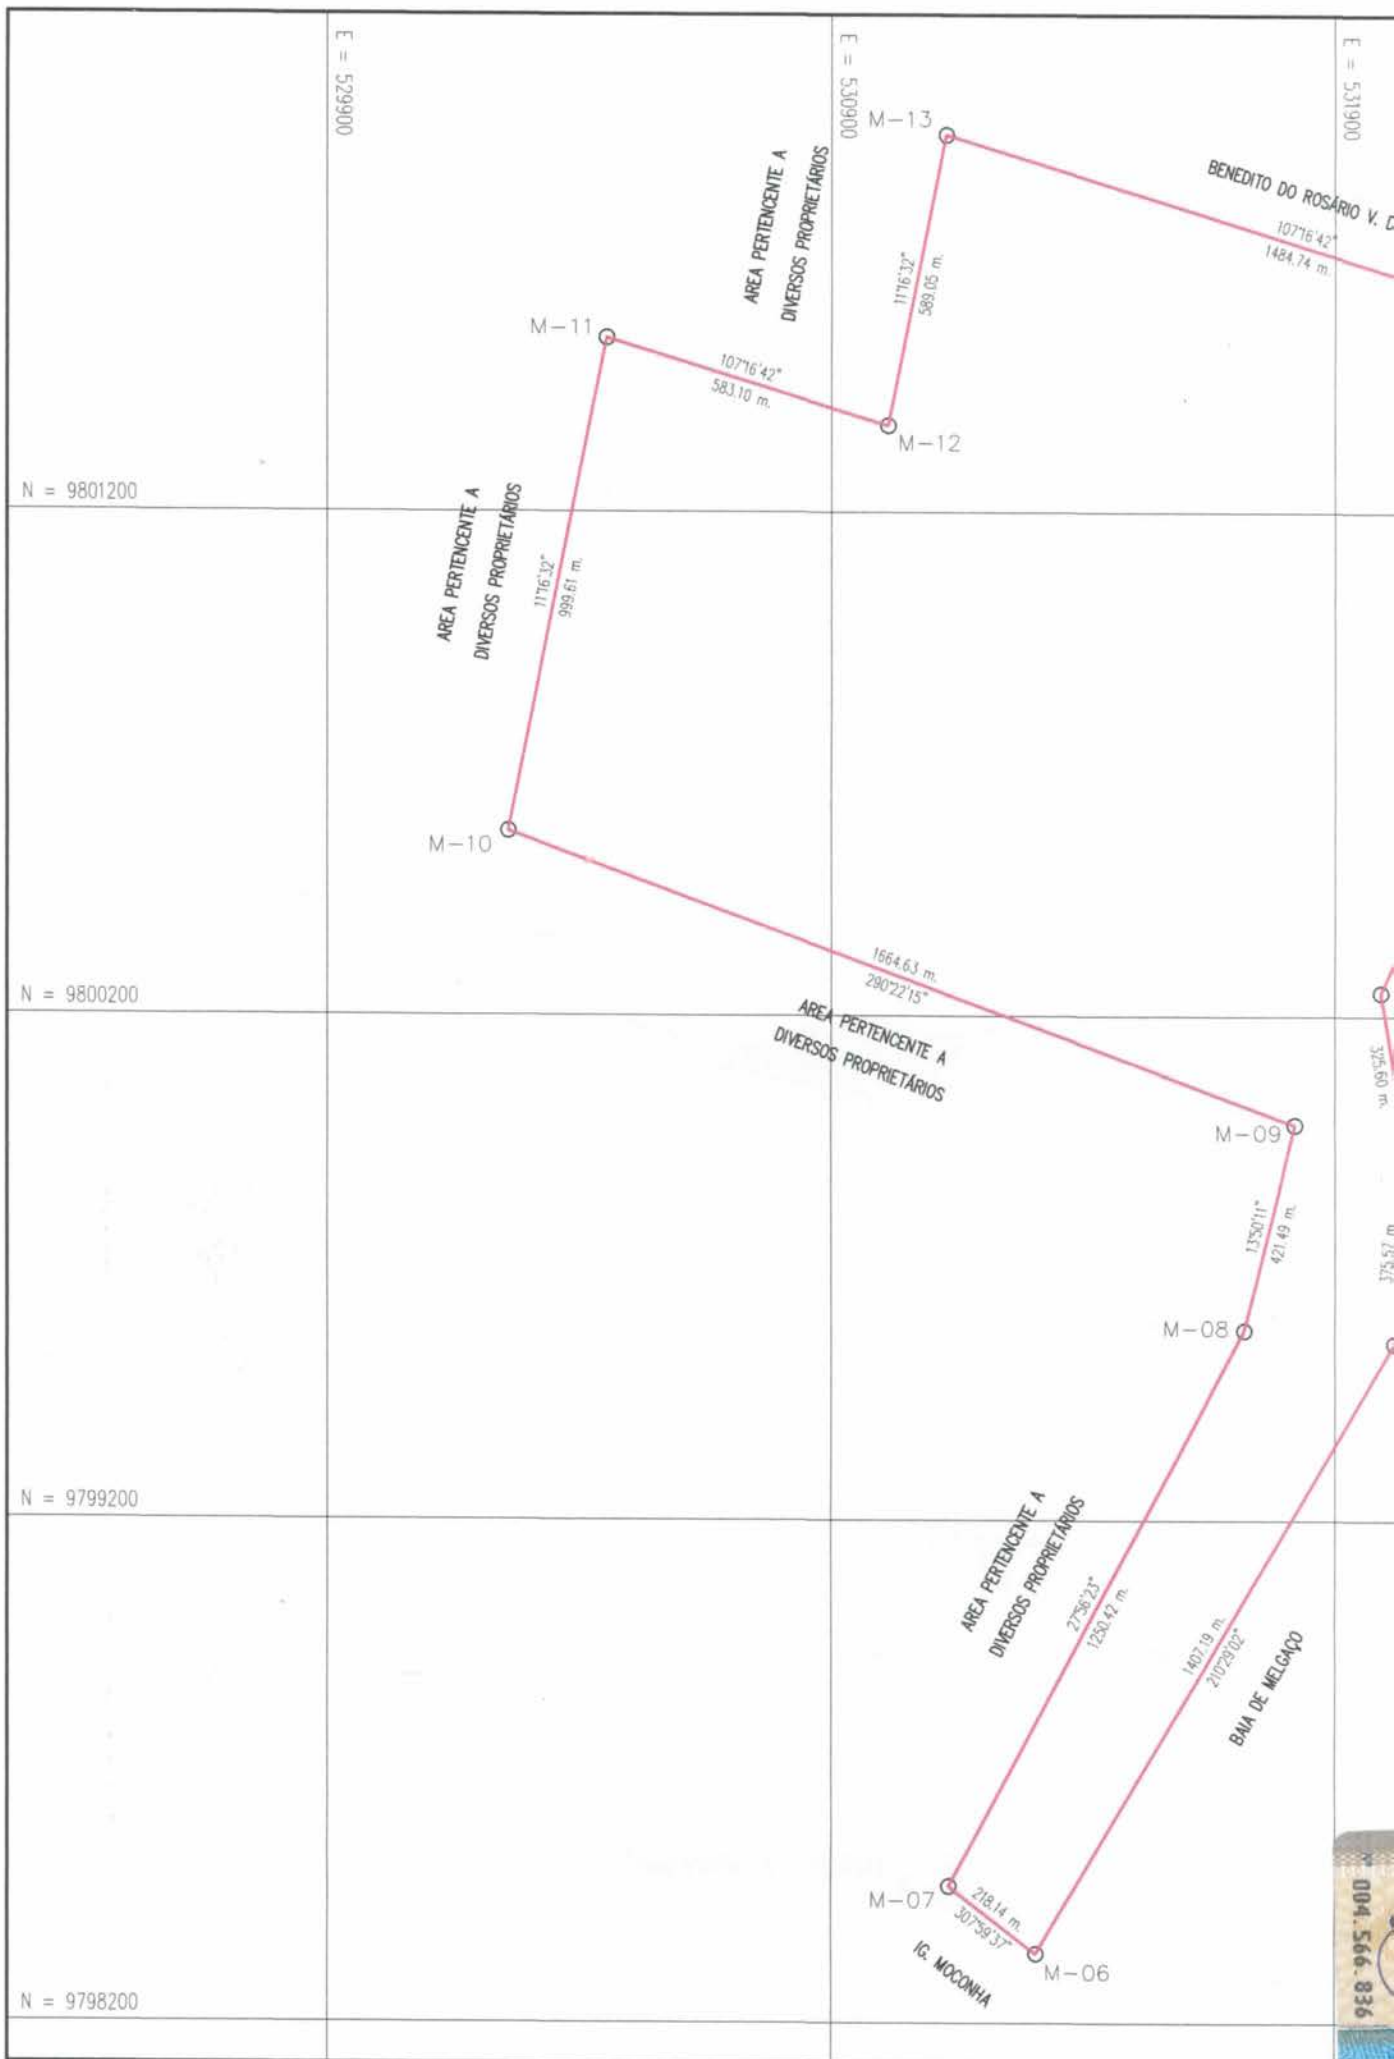 E = 529900
E = 530900
E = 531900
M-13
BENEDITO DO ROSÁRIO V. D
107°16'42"
1484.74 m.
AREA PERTENCENTE A
DIVERSOS PROPRIETÁRIOS
11°16'32"
589.05 m.
M-11
107°16'42"
583.10 m.
M-12
N = 9801200
AREA PERTENCENTE A
DIVERSOS PROPRIETÁRIOS
11°16'32"
999.61 m.
M-10
1664.63 m.
290°22'15"
N = 9800200
AREA PERTENCENTE A
DIVERSOS PROPRIETÁRIOS
325.09 m.
M-09
13°50'11"
421.49 m.
375.57 m
M-08
N = 9799200
AREA PERTENCENTE A
DIVERSOS PROPRIETÁRIOS
27°56'23"
1250.42 m.
1407.19 m.
210°29'02"
BAIA DE MELGAÇO
M-07
218.14 m.
307°59'37"
IG. MOCONHA
M-06
N = 9798200
Nº 004.566.836